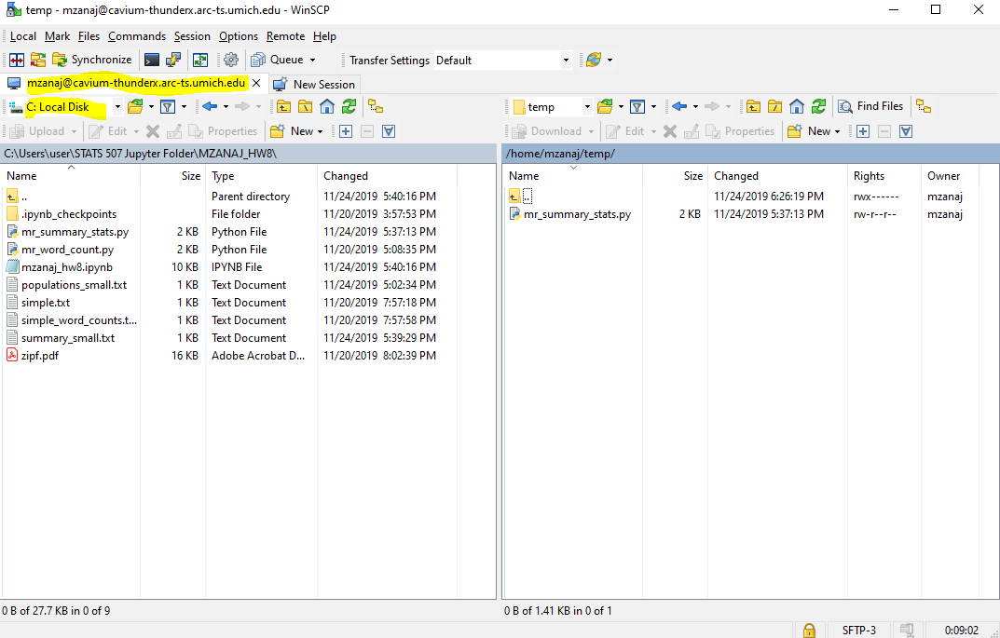 temp - mzanaj@cavium-thunderx.arc-ts.umich.edu - WinSCP
Local Mark Files Commands Session Options Remote Help
Synchronize Queue Transfer Settings Default
mzanaj@cavium-thunderx.arc-ts.umich.edu New Session
C: Local Disk temp Find Files
Upload Edit Properties New Download Edit Properties New
C:\Users\user\STATS 507 Jupyter Folder\MZANAJ_HW8\ /home/mzanaj/temp/
Name Size Type Changed Name Size Changed Rights Owner
.. Parent directory 11/24/2019 5:40:16 PM .. 11/24/2019 6:26:19 PM rwx------ mzanaj
.ipynb_checkpoints File folder 11/20/2019 3:57:53 PM mr_summary_stats.py 2 KB 11/24/2019 5:37:13 PM rw-r--r-- mzanaj
mr_summary_stats.py 2 KB Python File 11/24/2019 5:37:13 PM
mr_word_count.py 2 KB Python File 11/20/2019 5:08:35 PM
mzanaj_hw8.ipynb 10 KB IPYNB File 11/24/2019 5:40:16 PM
populations_small.txt 1 KB Text Document 11/24/2019 5:02:34 PM
simple.txt 1 KB Text Document 11/20/2019 7:57:18 PM
simple_word_counts.t... 1 KB Text Document 11/20/2019 7:57:58 PM
summary_small.txt 1 KB Text Document 11/24/2019 5:39:29 PM
zipf.pdf 16 KB Adobe Acrobat D... 11/20/2019 8:02:39 PM
0 B of 27.7 KB in 0 of 9 0 B of 1.41 KB in 0 of 1
SFTP-3 0:09:02